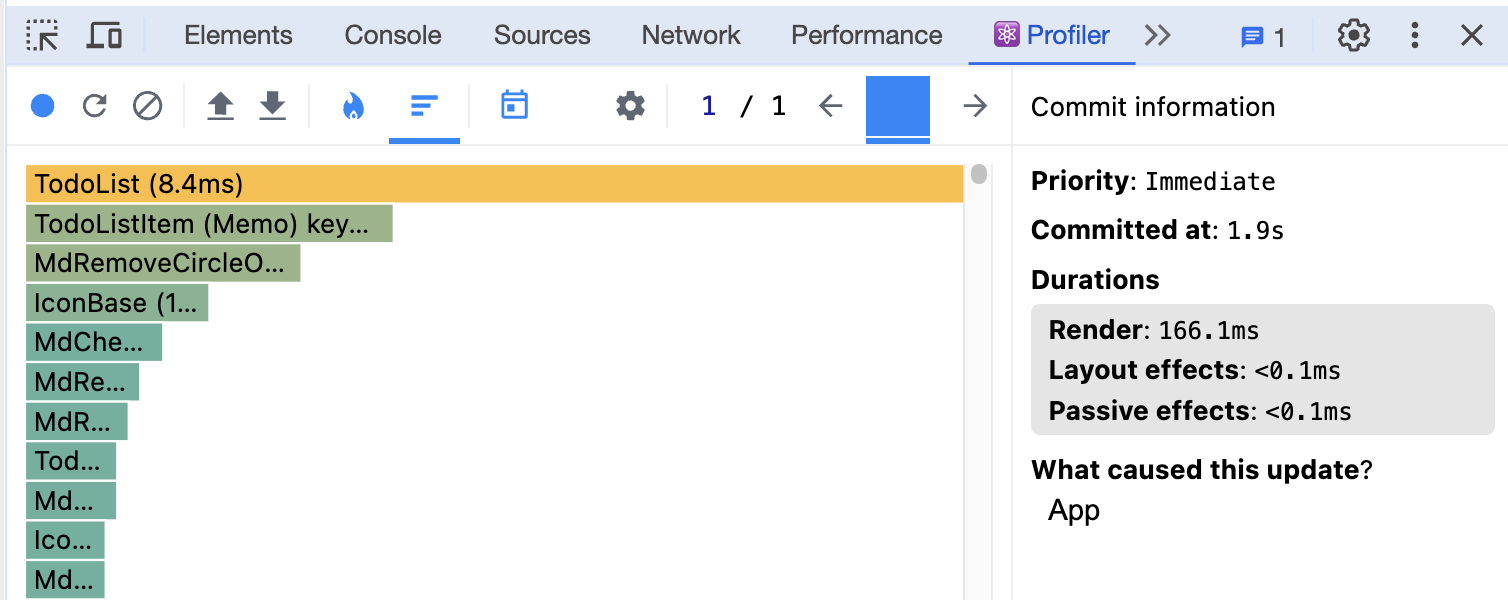 Elements Console Sources Network Performance Profiler 1
1 / 1
Commit information
TodoList (8.4ms)
TodoListItem (Memo) key...
MdRemoveCircleO...
IconBase (1...
MdChe...
MdRe...
MdR...
Tod...
Md...
Ico...
Md...
Priority: Immediate
Committed at: 1.9s
Durations
Render: 166.1ms
Layout effects: <0.1ms
Passive effects: <0.1ms
What caused this update?
App